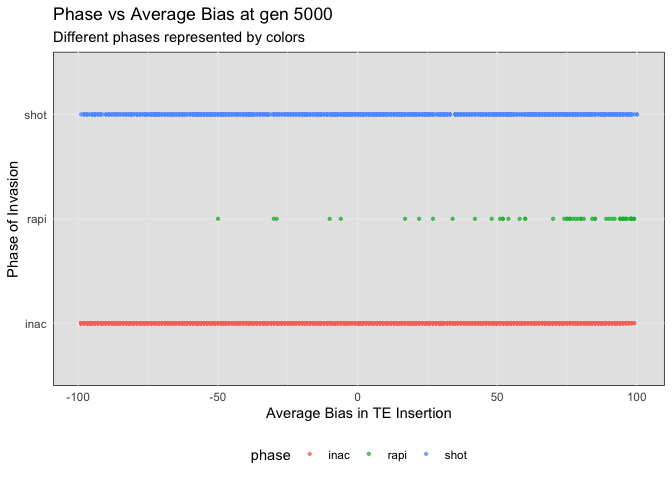 Phase vs Average Bias at gen 5000
Different phases represented by colors
Phase of Invasion
shot
rapi
inac
-100 -50 0 50 100
Average Bias in TE Insertion
phase inac rapi shot